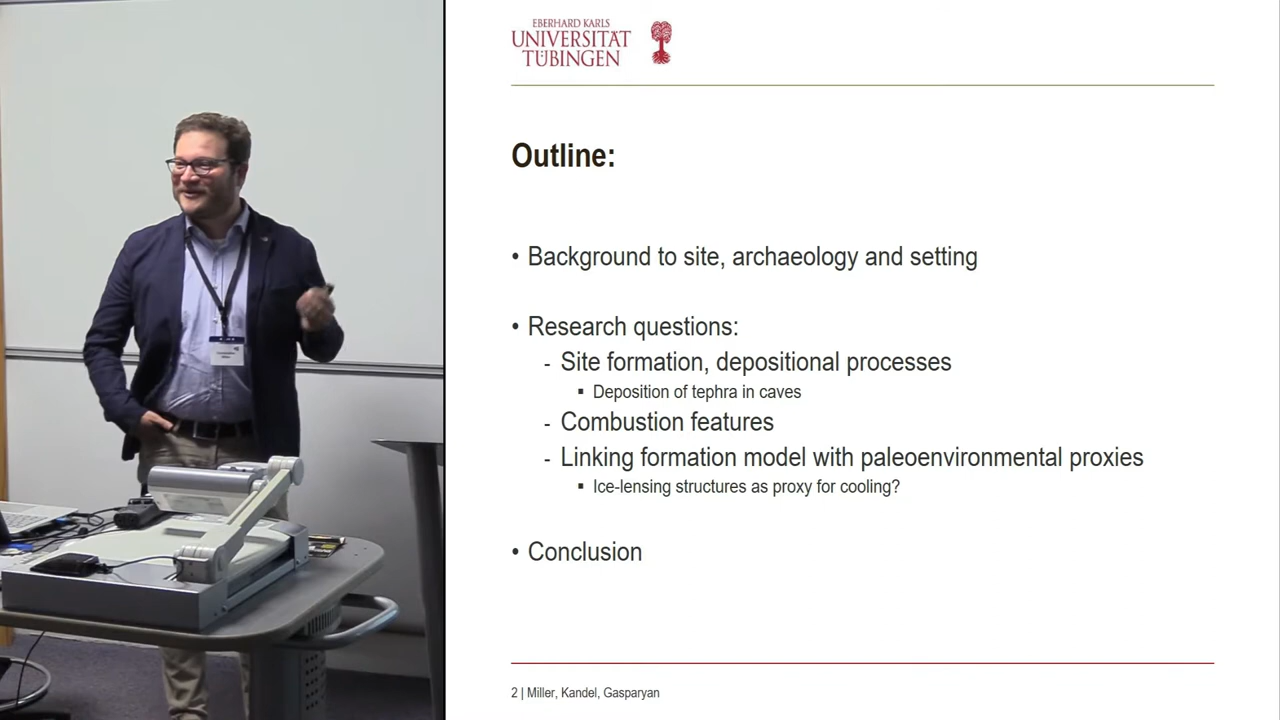 EBERHARD KARLS
UNIVERSITÄT
TÜBINGEN
Outline:
• Background to site, archaeology and setting
• Research questions:
- Site formation, depositional processes
▪ Deposition of tephra in caves
- Combustion features
- Linking formation model with paleoenvironmental proxies
▪ Ice-lensing structures as proxy for cooling?
• Conclusion
2 | Miller, Kandel, Gasparyan